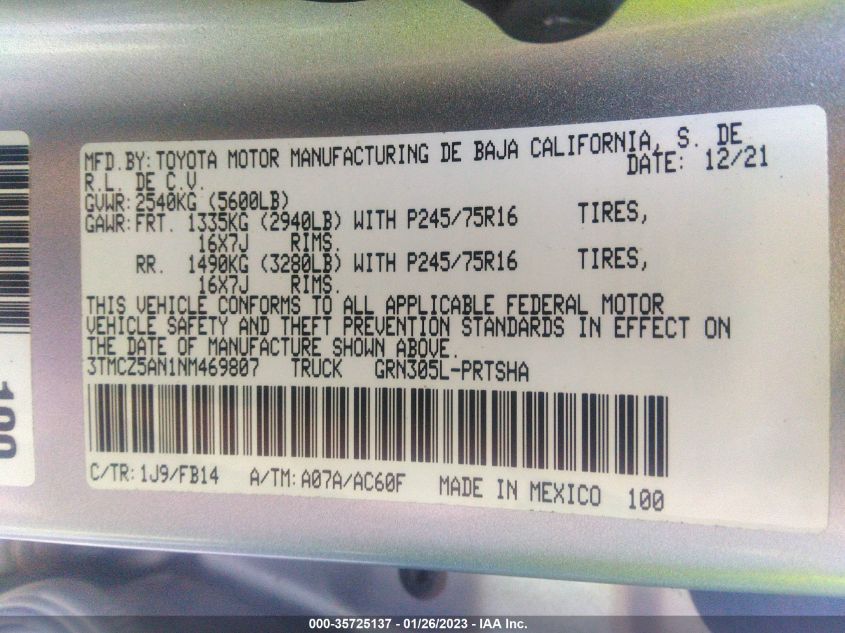 MFD.BY: TOYOTA MOTOR MANUFACTURING DE BAJA CALIFORNIA, S. DE
R.L. DE C.V. DATE: 12/21
GVWR: 2540KG (5600LB)
GAWR: FRT. 1335KG (2940LB) WITH P245/75R16 TIRES,
16X7J RIMS.
RR. 1490KG (3280LB) WITH P245/75R16 TIRES,
16X7J RIMS.
THIS VEHICLE CONFORMS TO ALL APPLICABLE FEDERAL MOTOR
VEHICLE SAFETY AND THEFT PREVENTION STANDARDS IN EFFECT ON
THE DATE OF MANUFACTURE SHOWN ABOVE.
3TMCZ5AN1NM469807 TRUCK GRN305L-PRTSHA
C/TR: 1J9/FB14 A/TM: A07A/AC60F MADE IN MEXICO 100
000-35725137 - 01/26/2023 - IAA Inc.